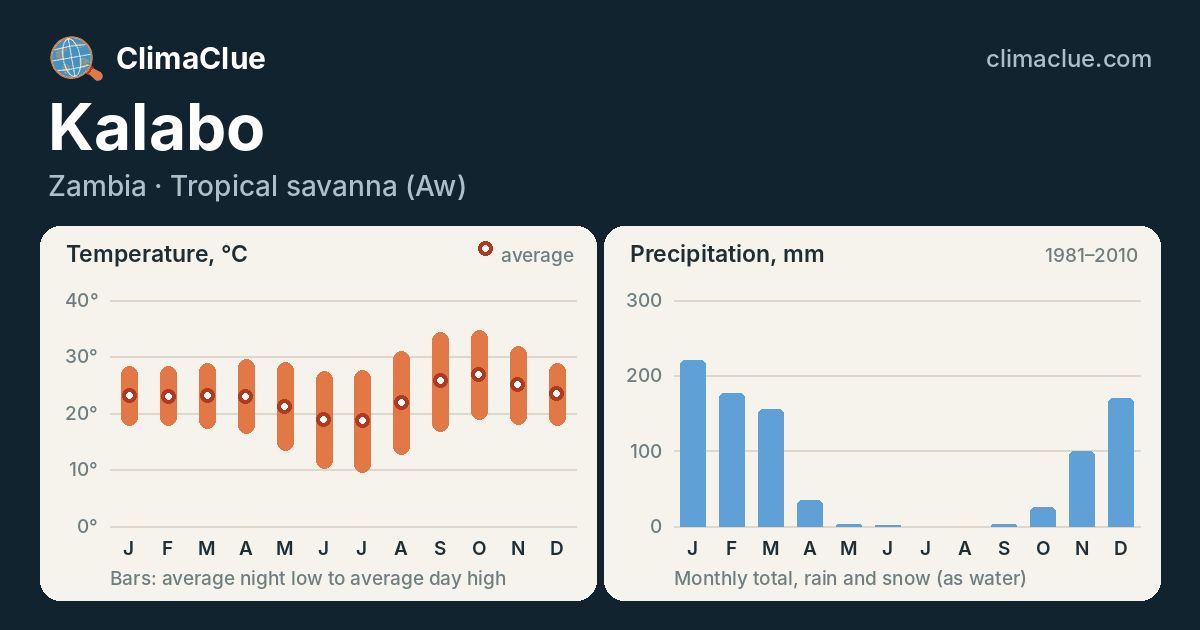 ClimaClue
climaclue.com
Kalabo
Zambia · Tropical savanna (Aw)
Temperature, °C
average
40°
30°
20°
10°
0°
J F M A M J J A S O N D
Bars: average night low to average day high
Precipitation, mm
1981–2010
300
200
100
0
J F M A M J J A S O N D
Monthly total, rain and snow (as water)